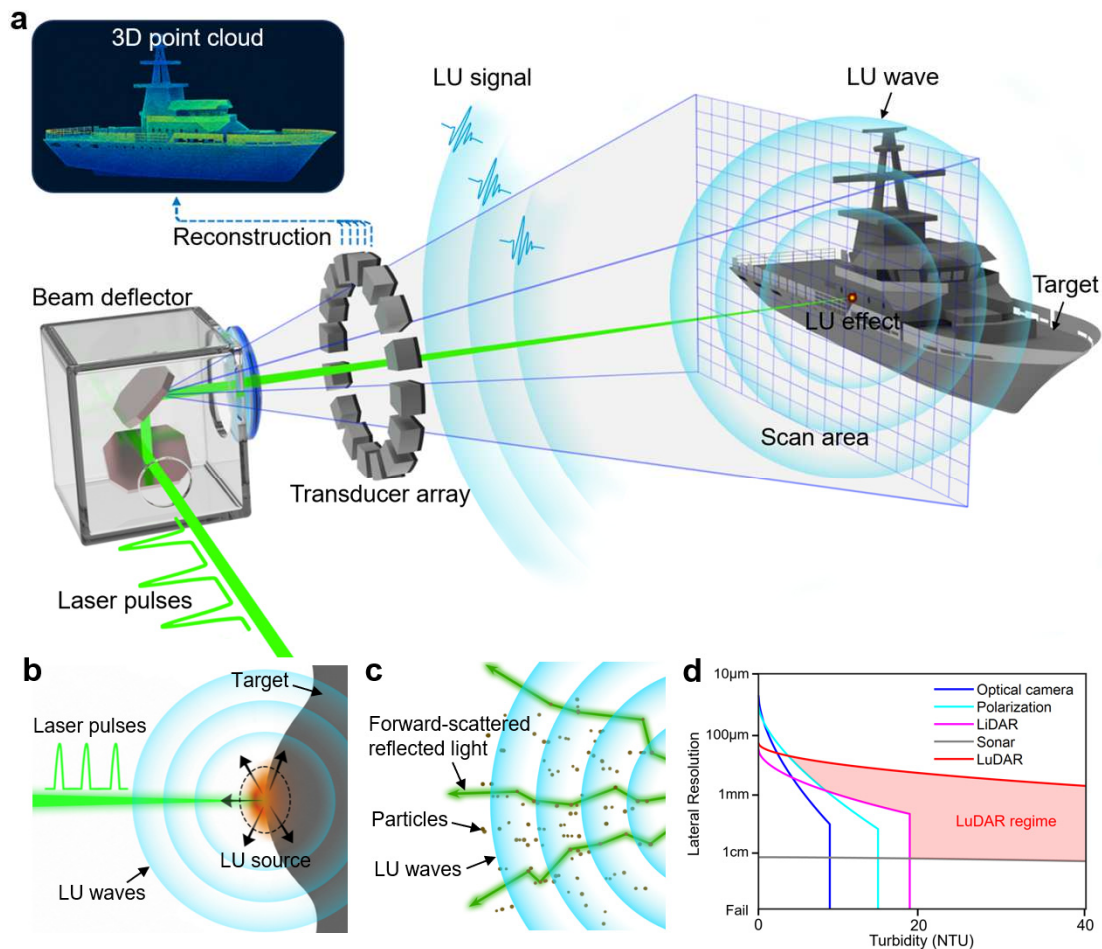 a
3D point cloud
LU signal
LU wave
Reconstruction
Beam deflector
Target
LU effect
Scan area
Transducer array
Laser pulses
b
Target
Laser pulses
LU source
LU waves
c
Forward-scattered
reflected light
Particles
LU waves
d
10μm
100μm
1mm
1cm
Fail
Lateral Resolution
Optical camera
Polarization
LiDAR
Sonar
LuDAR
LuDAR regime
0
20
40
Turbidity (NTU)